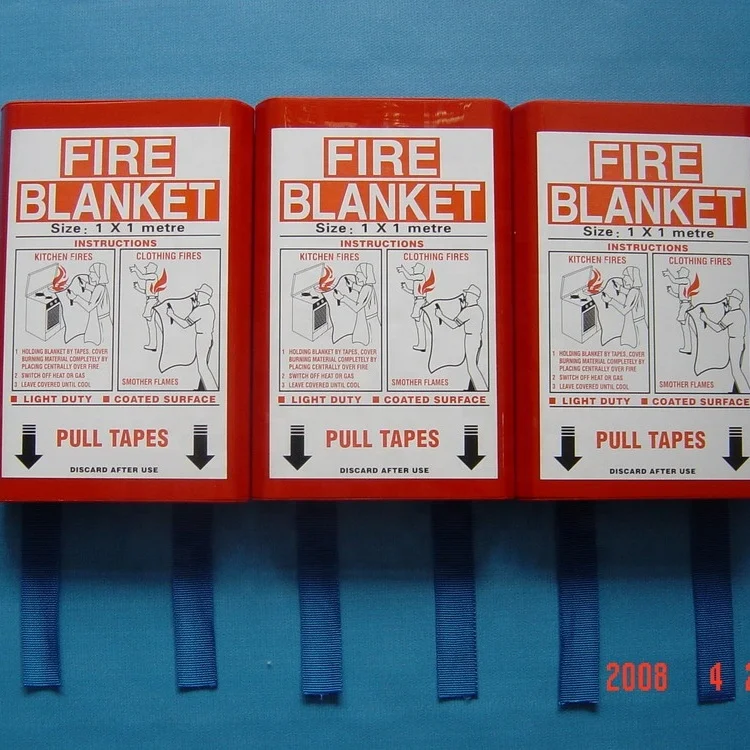 FIRE
BLANKET
Size: 1 X 1 metre
INSTRUCTIONS
KITCHEN FIRES
CLOTHING FIRES
1 HOLDING BLANKET BY TAPES, COVER
BURNING MATERIAL COMPLETELY BY
PLACING CENTRALLY OVER FIRE
2 SWITCH OFF HEAT OR GAS
3 LEAVE COVERED UNTIL COOL
SMOTHER FLAMES
LIGHT DUTY COATED SURFACE
PULL TAPES
DISCARD AFTER USE
FIRE
BLANKET
Size: 1 X 1 metre
INSTRUCTIONS
KITCHEN FIRES
CLOTHING FIRES
1 HOLDING BLANKET BY TAPES, COVER
BURNING MATERIAL COMPLETELY BY
PLACING CENTRALLY OVER FIRE
2 SWITCH OFF HEAT OR GAS
3 LEAVE COVERED UNTIL COOL
SMOTHER FLAMES
LIGHT DUTY COATED SURFACE
PULL TAPES
DISCARD AFTER USE
FIRE
BLANKET
Size: 1 X 1 metre
INSTRUCTIONS
KITCHEN FIRES
CLOTHING FIRES
1 HOLDING BLANKET BY TAPES, COVER
BURNING MATERIAL COMPLETELY BY
PLACING CENTRALLY OVER FIRE
2 SWITCH OFF HEAT OR GAS
3 LEAVE COVERED UNTIL COOL
SMOTHER FLAMES
LIGHT DUTY COATED SURFACE
PULL TAPES
DISCARD AFTER USE
2008 4